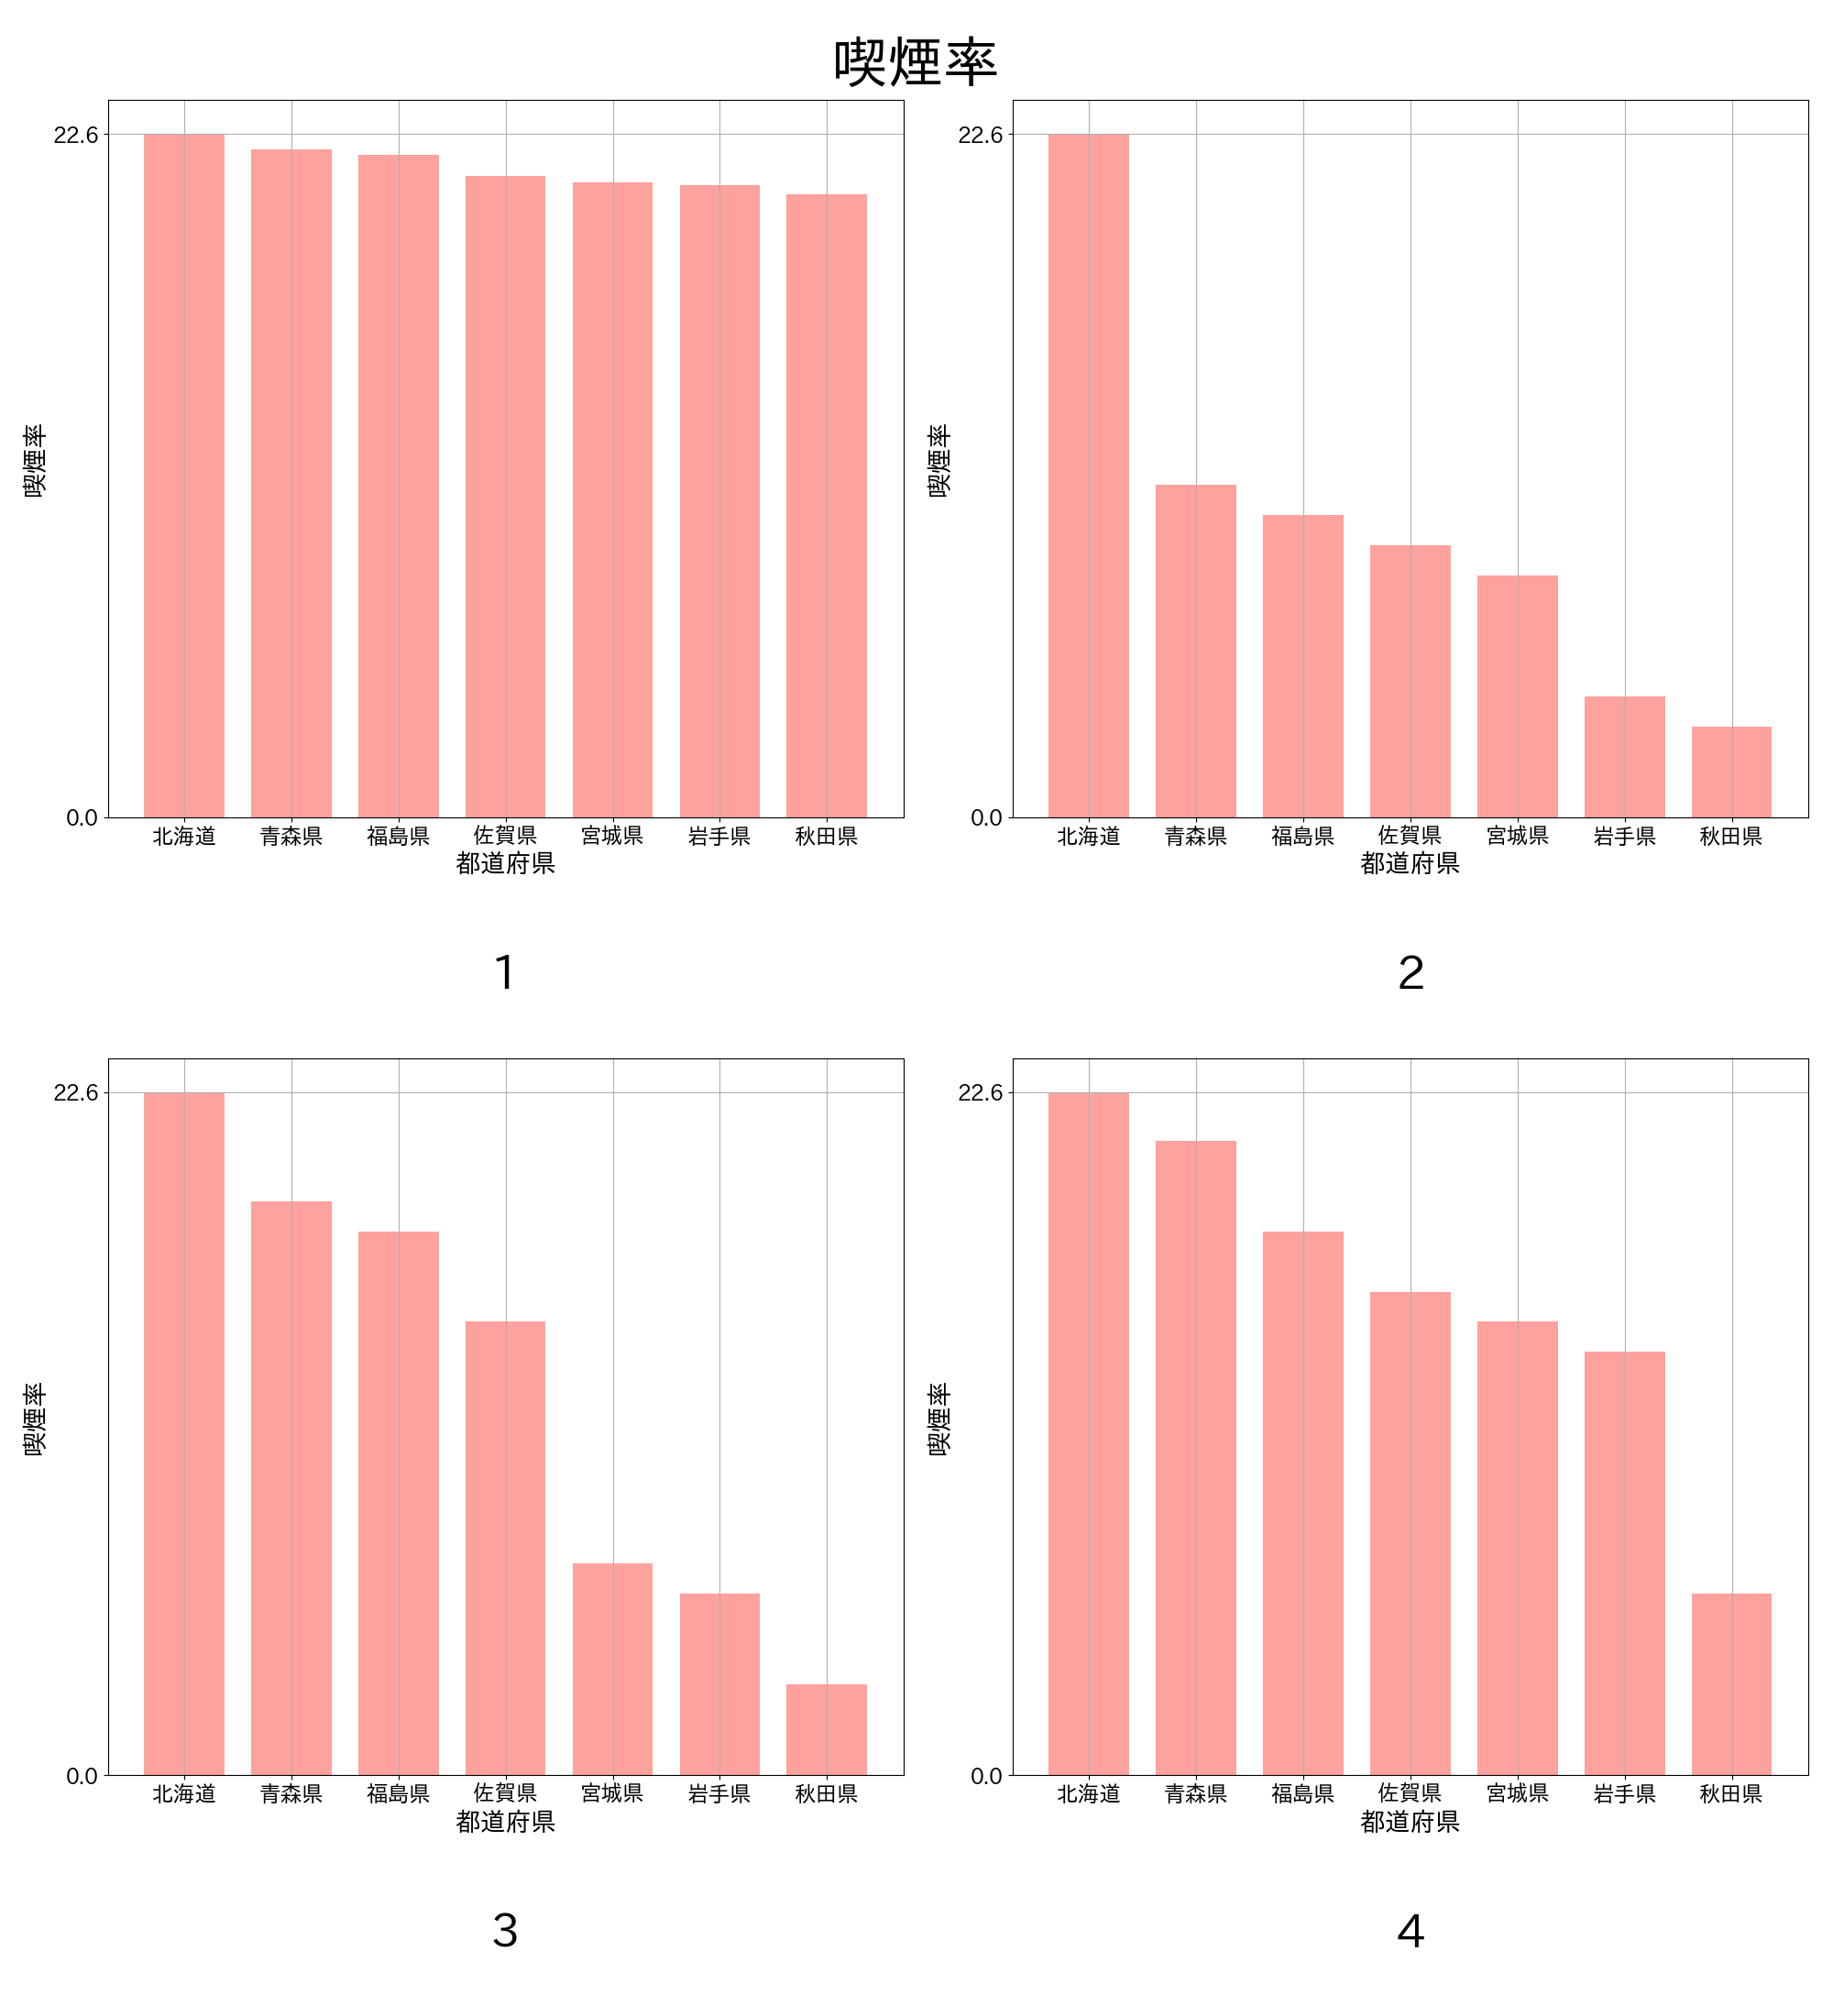 喫煙率
22.6
0.0
喫煙率
北海道 青森県 福島県 佐賀県 宮城県 岩手県 秋田県
都道府県
1
22.6
0.0
喫煙率
北海道 青森県 福島県 佐賀県 宮城県 岩手県 秋田県
都道府県
2
22.6
0.0
喫煙率
北海道 青森県 福島県 佐賀県 宮城県 岩手県 秋田県
都道府県
3
22.6
0.0
喫煙率
北海道 青森県 福島県 佐賀県 宮城県 岩手県 秋田県
都道府県
4